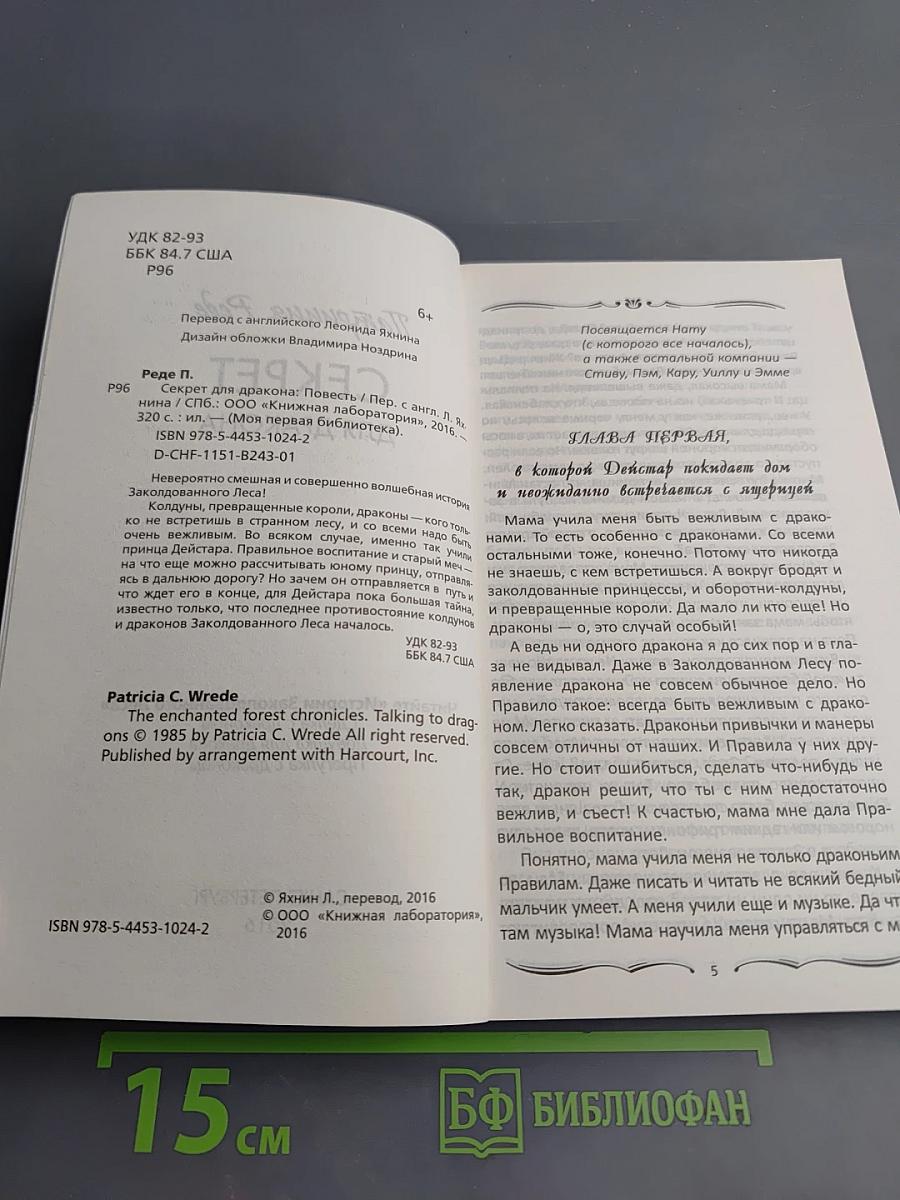 УДК 82-93
ББК 84.7 США
Р96
6+
Перевод с английского Леонида Яхнина
Дизайн обложки Владимира Ноздрина
Реде П.
Р96 Секрет для дракона: Повесть / Пер. с англ. Л. Ях-
нина / СПб.: ООО «Книжная лаборатория», 2016. —
320 с. : ил. — (Моя первая библиотека).
ISBN 978-5-4453-1024-2
D-CHF-1151-B243-01
Невероятно смешная и совершенно волшебная история
Заколдованного Леса!
Колдуны, превращенные короли, драконы — кого толь-
ко не встретишь в странном лесу, и со всеми надо быть
очень вежливым. Во всяком случае, именно так учили
принца Дейстара. Правильное воспитание и старый меч —
на что еще можно рассчитывать юному принцу, отправля-
ясь в дальнюю дорогу? Но зачем он отправляется в путь и
что ждет его в конце, для Дейстара пока большая тайна,
известно только, что последнее противостояние колдунов
и драконов Заколдованного Леса началось.
УДК 82-93
ББК 84.7 США
Patricia C. Wrede
The enchanted forest chronicles. Talking to drag-
ons © 1985 by Patricia C. Wrede All right reserved.
Published by arrangement with Harcourt, Inc.
© Яхнин Л., перевод, 2016
© ООО «Книжная лаборатория»,
2016
ISBN 978-5-4453-1024-2
Посвящается Нату
(с которого все началось),
а также остальной компании —
Стиву, Пэм, Кару, Уиллу и Эмме
ГЛАВА ПЕРВАЯ,
в которой Дейстар покидает дом
и неожиданно встречается с ящерицей
Мама учила меня быть вежливым с драко-
нами. То есть особенно с драконами. Со всеми
остальными тоже, конечно. Потому что никогда
не знаешь, с кем встретишься. А вокруг бродят и
заколдованные принцессы, и оборотни-колдуны,
и превращенные короли. Да мало ли кто еще! Но
драконы — о, это случай особый!
А ведь ни одного дракона я до сих пор и в гла-
за не видывал. Даже в Заколдованном Лесу по-
явление дракона не совсем обычное дело. Но
Правило такое: всегда быть вежливым с драко-
ном. Легко сказать. Драконьи привычки и манеры
совсем отличны от наших. И Правила у них дру-
гие. Но стоит ошибиться, сделать что-нибудь не
так, дракон решит, что ты с ним недостаточно
вежлив, и съест! К счастью, мама мне дала Пра-
вильное воспитание.
Понятно, мама учила меня не только драконьим
Правилам. Даже писать и читать не всякий бедный
мальчик умеет. А меня учили еще и музыке. Да чт
там музыка! Мама научила меня управляться с м
5
15 см
БФ БИБЛИОФАН